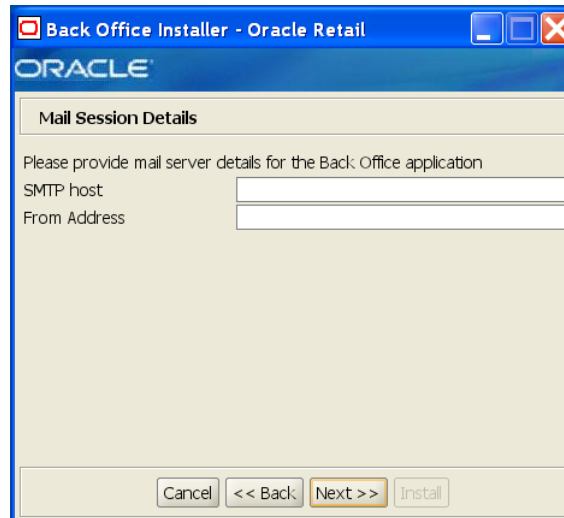 Back Office Installer - Oracle Retail
ORACLE
Mail Session Details
Please provide mail server details for the Back Office application
SMTP host
From Address
Cancel << Back Next >> Install